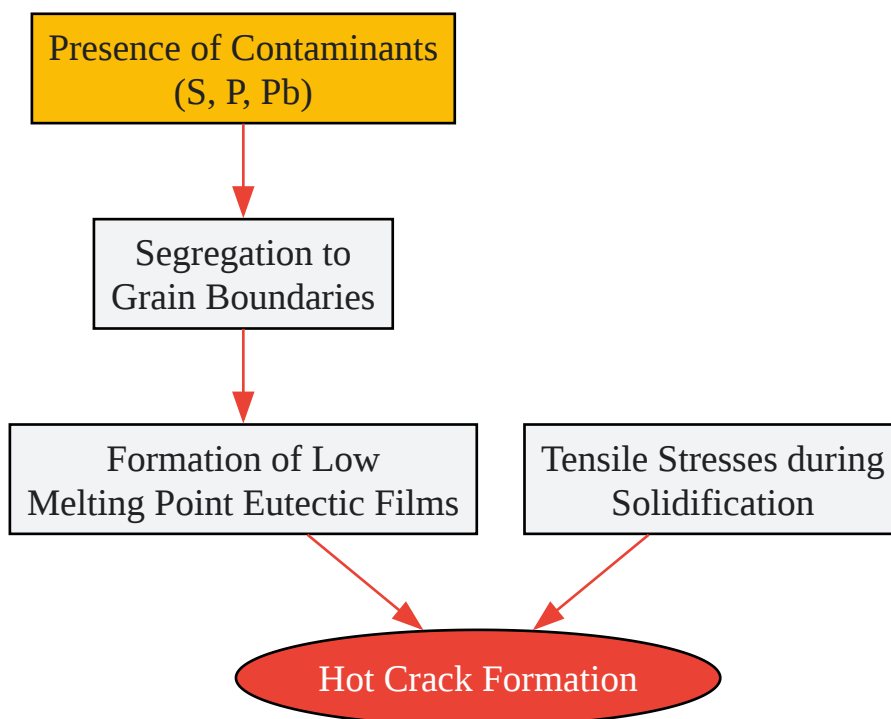 Presence of Contaminants
(S, P, Pb)
Segregation to
Grain Boundaries
Formation of Low
Melting Point Eutectic Films
Tensile Stresses during
Solidification
Hot Crack Formation